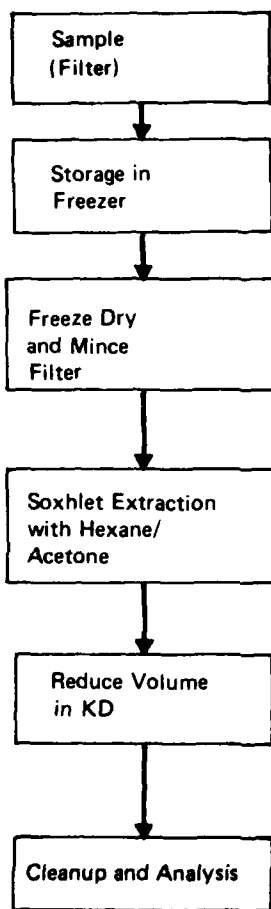 Sample
(Filter)
Storage in
Freezer
Freeze Dry
and Mince
Filter
Soxhlet Extraction
with Hexane/
Acetone
Reduce Volume
in KD
Cleanup and Analysis